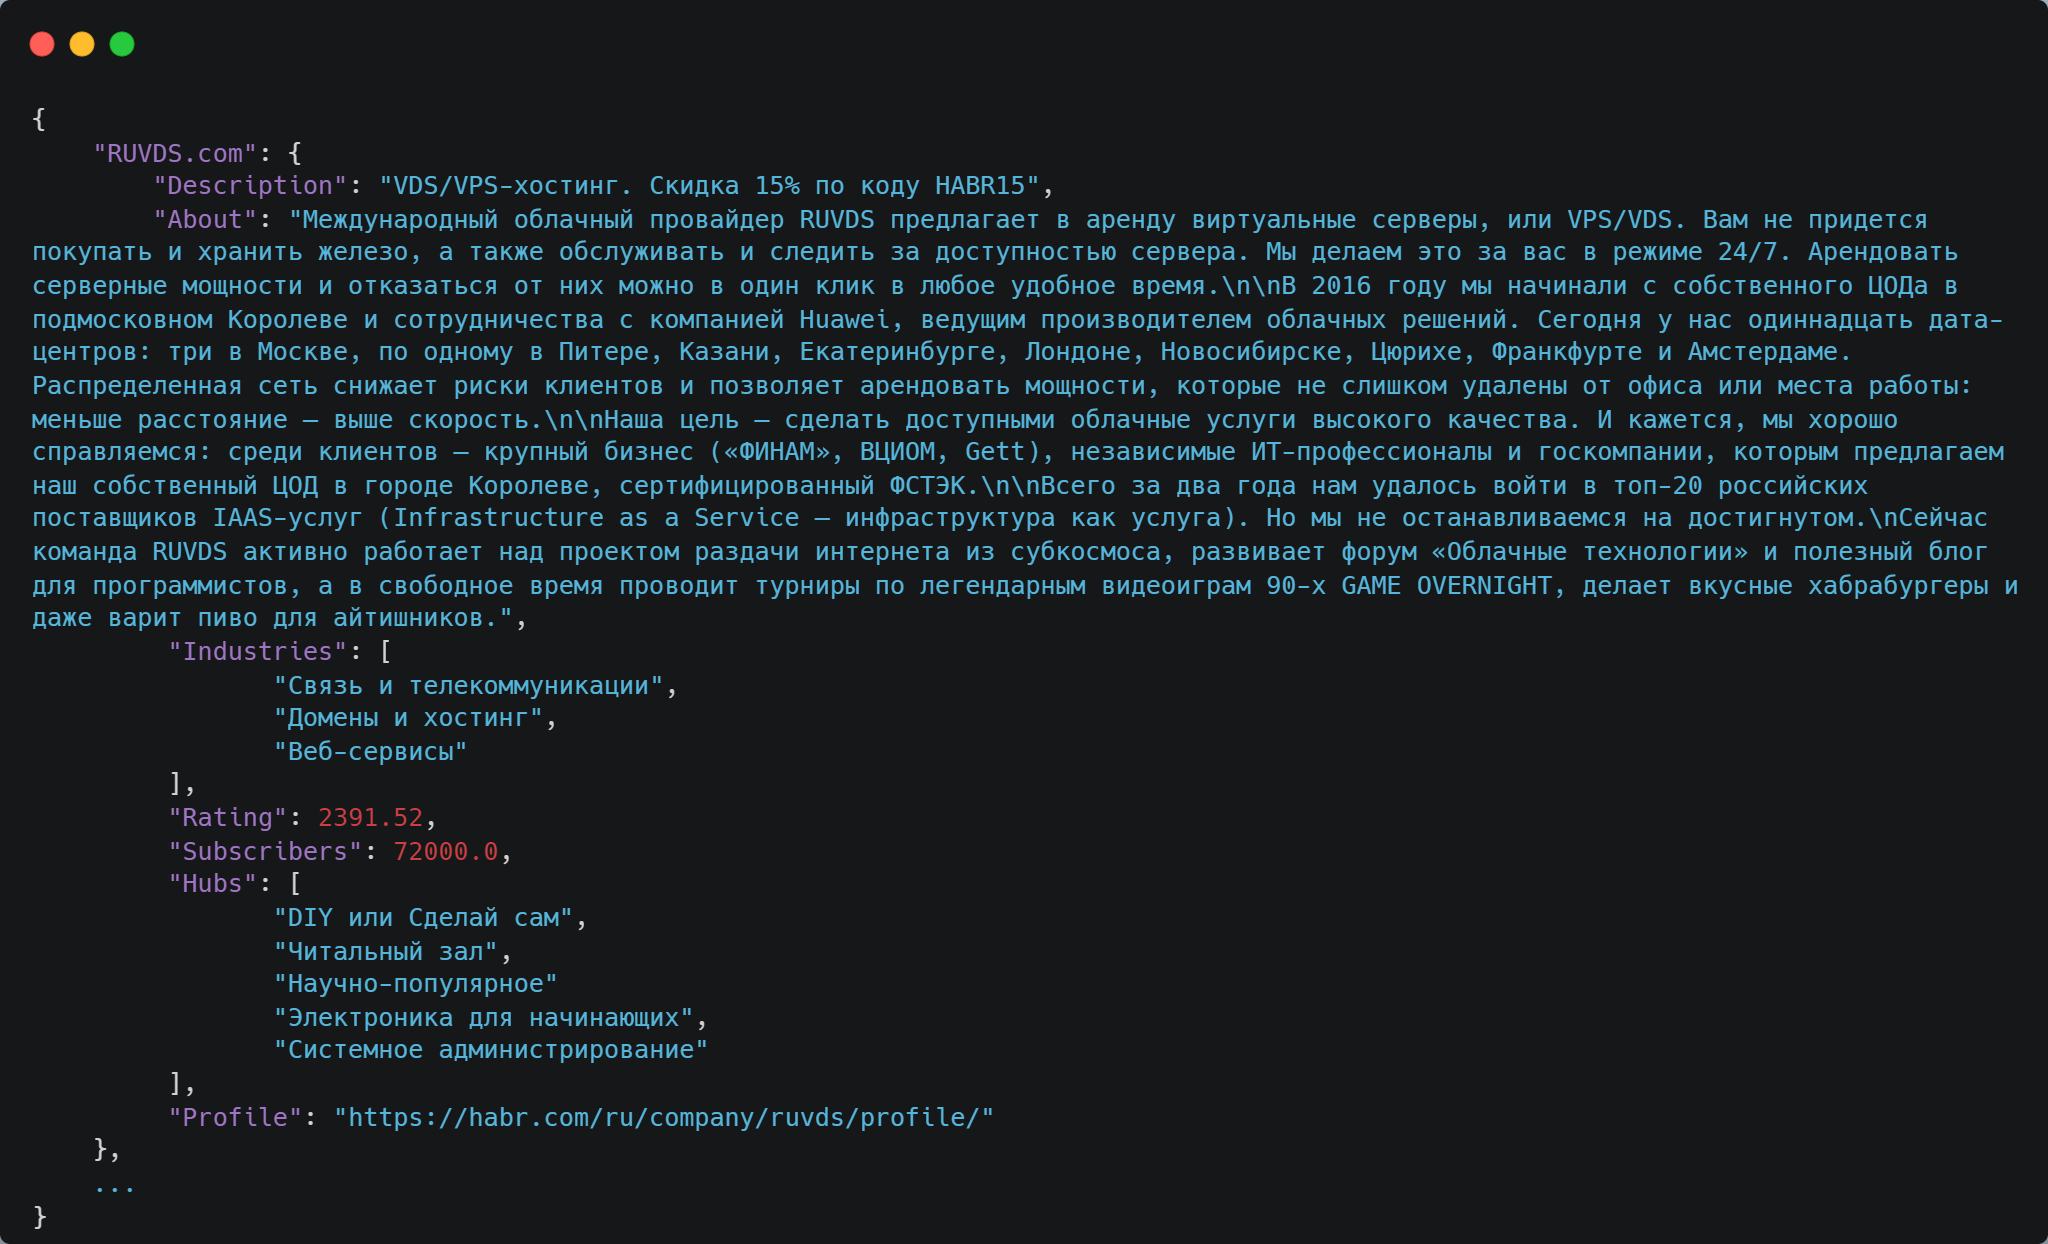 {
    "RUVDS.com": {
        "Description": "VDS/VPS-хостинг. Скидка 15% по коду HABR15",
        "About": "Международный облачный провайдер RUVDS предлагает в аренду виртуальные серверы, или VPS/VDS. Вам не придется
покупать и хранить железо, а также обслуживать и следить за доступностью сервера. Мы делаем это за вас в режиме 24/7. Арендовать
серверные мощности и отказаться от них можно в один клик в любое удобное время.\n\nВ 2016 году мы начинали с собственного ЦОДа в
подмосковном Королеве и сотрудничества с компанией Huawei, ведущим производителем облачных решений. Сегодня у нас одиннадцать дата-
центров: три в Москве, по одному в Питере, Казани, Екатеринбурге, Лондоне, Новосибирске, Цюрихе, Франкфурте и Амстердаме.
Распределенная сеть снижает риски клиентов и позволяет арендовать мощности, которые не слишком удалены от офиса или места работы:
меньше расстояние — выше скорость.\n\nНаша цель — сделать доступными облачные услуги высокого качества. И кажется, мы хорошо
справляемся: среди клиентов — крупный бизнес («ФИНАМ», ВЦИОМ, Gett), независимые ИТ-профессионалы и госкомпании, которым предлагаем
наш собственный ЦОД в городе Королеве, сертифицированный ФСТЭК.\n\nВсего за два года нам удалось войти в топ-20 российских
поставщиков IAAS-услуг (Infrastructure as a Service — инфраструктура как услуга). Но мы не останавливаемся на достигнутом.\nСейчас
команда RUVDS активно работает над проектом раздачи интернета из субкосмоса, развивает форум «Облачные технологии» и полезный блог
для программистов, а в свободное время проводит турниры по легендарным видеоиграм 90-х GAME OVERNIGHT, делает вкусные хабрабургеры и
даже варит пиво для айтишников.",
         "Industries": [
                "Связь и телекоммуникации",
                "Домены и хостинг",
                "Веб-сервисы"
         ],
         "Rating": 2391.52,
         "Subscribers": 72000.0,
         "Hubs": [
                "DIY или Сделай сам",
                "Читальный зал",
                "Научно-популярное"
                "Электроника для начинающих",
                "Системное администрирование"
         ],
         "Profile": "https://habr.com/ru/company/ruvds/profile/"
    },
    ...
}